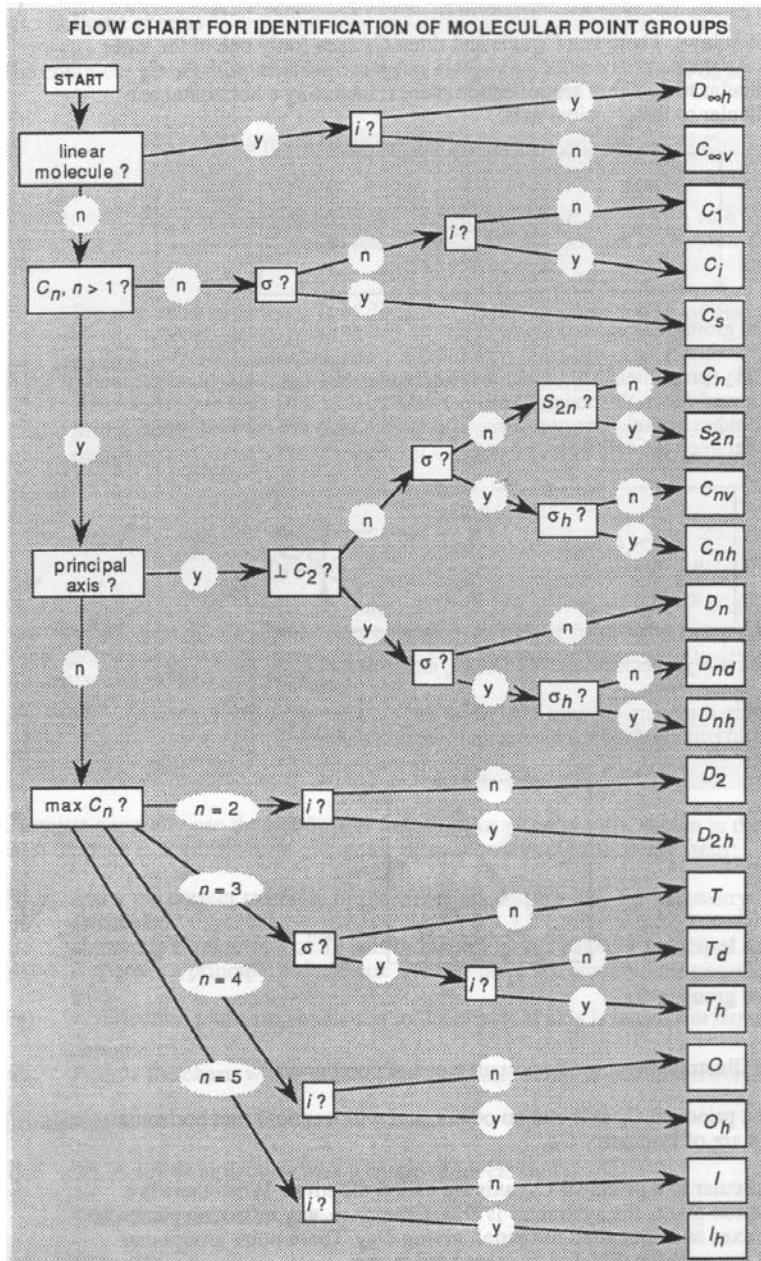 FLOW CHART FOR IDENTIFICATION OF MOLECULAR POINT GROUPS
START
linear
molecule ?
y
i ?
y
D∞h
n
C∞v
n
Cn, n > 1 ?
n
σ ?
n
i ?
n
C1
y
Ci
y
Cs
y
principal
axis ?
y
⊥ C2 ?
n
σ ?
n
S2n ?
n
Cn
y
S2n
y
σh ?
n
Cnv
y
Cnh
y
σ ?
n
Dn
y
σh ?
n
Dnd
y
Dnh
n
max Cn ?
n = 2
i ?
n
D2
y
D2h
n = 3
σ ?
n
T
y
i ?
n
Td
y
Th
n = 4
i ?
n
O
y
Oh
n = 5
i ?
n
I
y
Ih